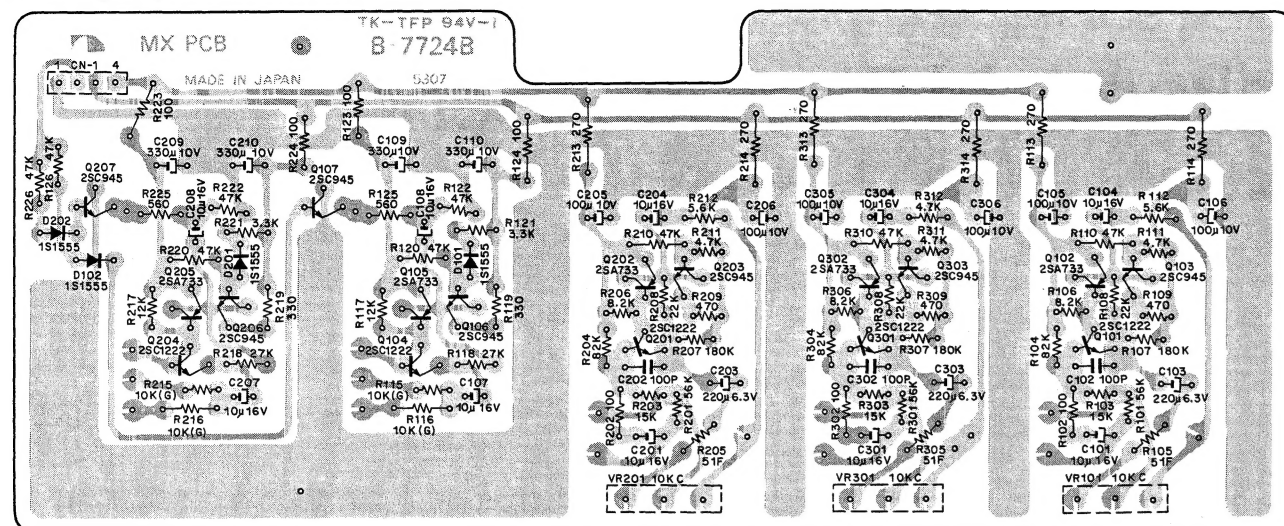 TK-TFP 94V-1
MX PCB B-7724B
1 CN-1 4
MADE IN JAPAN 5307
R223 100
R224 100
R123 100
R124 100
R213 270
R214 270
R313 270
R314 270
R113 270
R114 270
C209 330µ10V
C210 330µ 10V
C109 330µ10V
C110 330µ 10V
R226 47K
R126 47K
Q207 2SC945
D202 1S1555
D102 1S1555
R225 560
C208 10µ16V
R222 47K
R221 3.3K
R220 47K
D201 1S1555
Q205 2SA733
R217 12K
R219 330
Q206 2SC945
Q204 2SC1222
R218 27K
R215 10K(G)
C207 10µ16V
R216 10K(G)
Q107 2SC945
R125 560
C108 10µ16V
R122 47K
R121 3.3K
R120 47K
D101 1S1555
Q105 2SA733
R117 12K
R119 330
Q106 2SC945
Q104 2SC1222
R118 27K
R115 10K(G)
C107 10µ16V
R116 10K(G)
C205 100µ10V
C204 10µ16V
R212 5.6K
C206 100µ10V
R210 47K
R211 4.7K
Q202 2SA733
Q203 2SC945
R206 8.2K
R208 22K
R209 470
2SC1222 Q201
R204 82K
R207 180K
C202 100P
C203 220µ6.3V
R202 100
R203 15K
R201 56K
C201 10µ16V
R205 51F
VR201 10KC
C305 100µ10V
C304 10µ16V
R312 4.7K
C306 100µ10V
R310 47K
R311 4.7K
Q302 2SA733
Q303 2SC945
R306 8.2K
R308 22K
R309 470
2SC1222 Q301
R304 82K
R307 180K
C302 100P
C303 220µ6.3V
R302 100
R303 15K
R301 56K
C301 10µ16V
R305 51F
VR301 10KC
C105 100µ10V
C104 10µ16V
R112 5.6K
C106 100µ10V
R110 47K
R111 4.7K
Q102 2SA733
Q103 2SC945
R106 8.2K
R108 22K
R109 470
2SC1222 Q101
R104 82K
R107 180K
C102 100P
C103 220µ6.3V
R102 100
R103 15K
R101 56K
C101 10µ16V
R105 51F
VR101 10KC